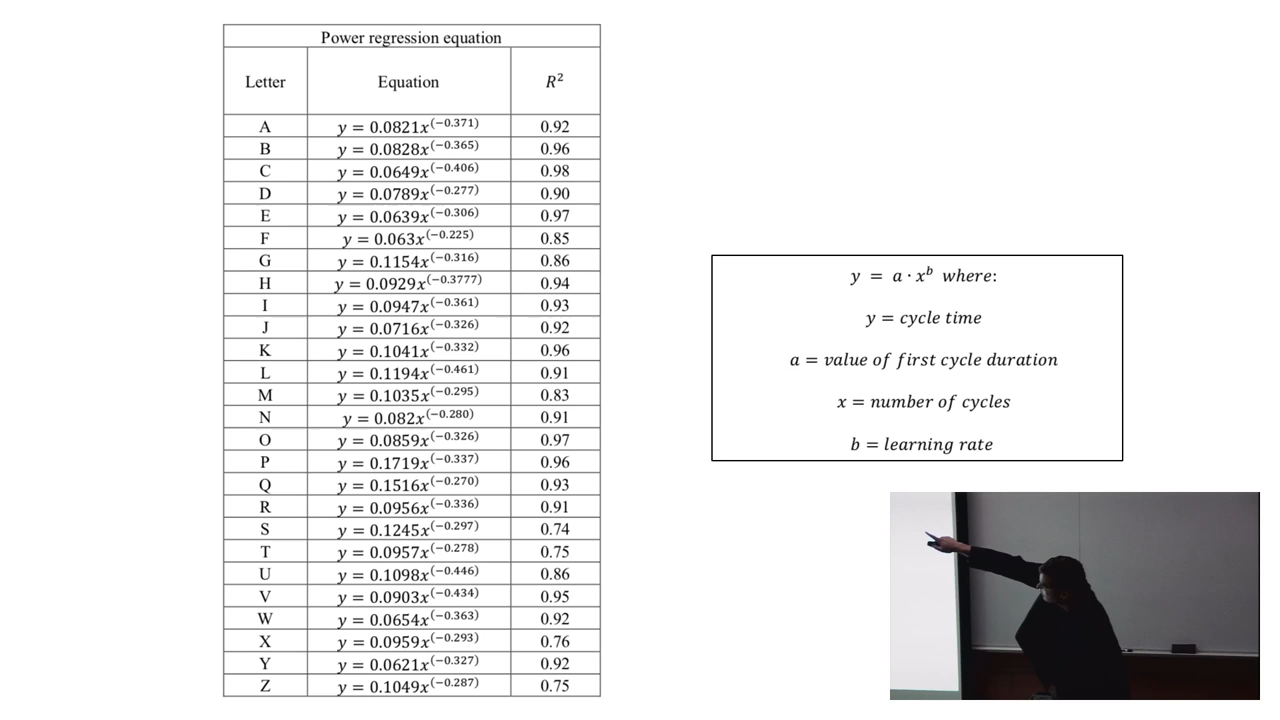 Power regression equation
Letter Equation R²
A y = 0.0821x^(−0.371) 0.92
B y = 0.0828x^(−0.365) 0.96
C y = 0.0649x^(−0.406) 0.98
D y = 0.0789x^(−0.277) 0.90
E y = 0.0639x^(−0.306) 0.97
F y = 0.063x^(−0.225) 0.85
G y = 0.1154x^(−0.316) 0.86
H y = 0.0929x^(−0.3777) 0.94
I y = 0.0947x^(−0.361) 0.93
J y = 0.0716x^(−0.326) 0.92
K y = 0.1041x^(−0.332) 0.96
L y = 0.1194x^(−0.461) 0.91
M y = 0.1035x^(−0.295) 0.83
N y = 0.082x^(−0.280) 0.91
O y = 0.0859x^(−0.326) 0.97
P y = 0.1719x^(−0.337) 0.96
Q y = 0.1516x^(−0.270) 0.93
R y = 0.0956x^(−0.336) 0.91
S y = 0.1245x^(−0.297) 0.74
T y = 0.0957x^(−0.278) 0.75
U y = 0.1098x^(−0.446) 0.86
V y = 0.0903x^(−0.434) 0.95
W y = 0.0654x^(−0.363) 0.92
X y = 0.0959x^(−0.293) 0.76
Y y = 0.0621x^(−0.327) 0.92
Z y = 0.1049x^(−0.287) 0.75
y = a · x^b where:
y = cycle time
a = value of first cycle duration
x = number of cycles
b = learning rate